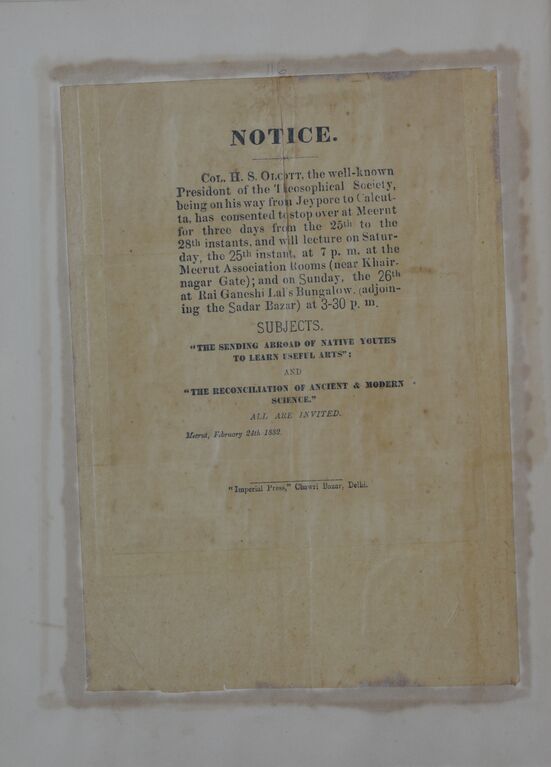 NOTICE.
COL. H. S. OLCOTT, the well-known
Presidont of the Theosophical Society,
being on his way from Jeypore to Calcut-
ta, has consented to stop over at Meerut
for three days from the 25th to the
28th instants, and will lecture on Satur-
day, the 25th instant, at 7 p. m. at the
Meerut Association Rooms (near Khair-
nagar Gate); and on Sunday, the 26th
at Rai Ganeshi Lal's Bungalow, (adjoin-
ing the Sadar Bazar) at 3-30 p. m.
SUBJECTS.
"THE SENDING ABROAD OF NATIVE YOUTES
TO LEARN USEFUL ARTS";
AND
"THE RECONCILIATION OF ANCIENT & MODERN
SCIENCE."
ALL ARE INVITED.
Meerut, February 24th 1882.
"Imperial Press," Chawri Bazar, Delhi.